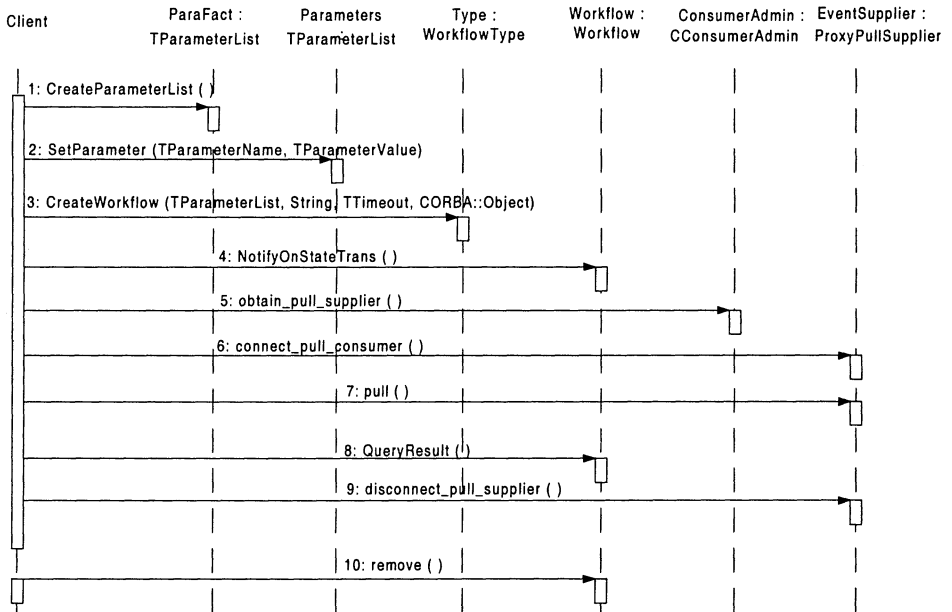 Client
ParaFact :
TParameterList
Parameters
TParameterList
Type :
WorkflowType
Workflow :
Workflow
ConsumerAdmin :
CConsumerAdmin
EventSupplier :
ProxyPullSupplier
1: CreateParameterList ( )
2: SetParameter (TParameterName, TParameterValue)
3: CreateWorkflow (TParameterList, String, TTimeout, CORBA::Object)
4: NotifyOnStateTrans ( )
5: obtain_pull_supplier ( )
6: connect_pull_consumer ( )
7: pull ( )
8: QueryResult ( )
9: disconnect_pull_supplier ( )
10: remove ( )